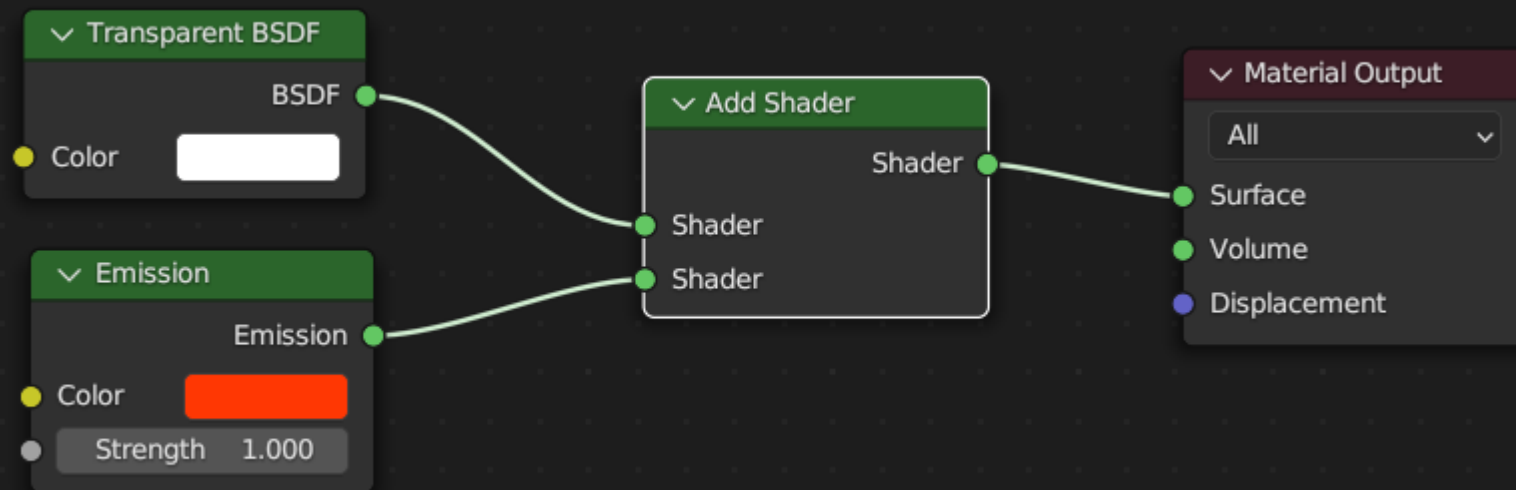 Transparent BSDF
BSDF
Color
Emission
Emission
Color
Strength 1.000
Add Shader
Shader
Shader
Shader
Material Output
All
Surface
Volume
Displacement